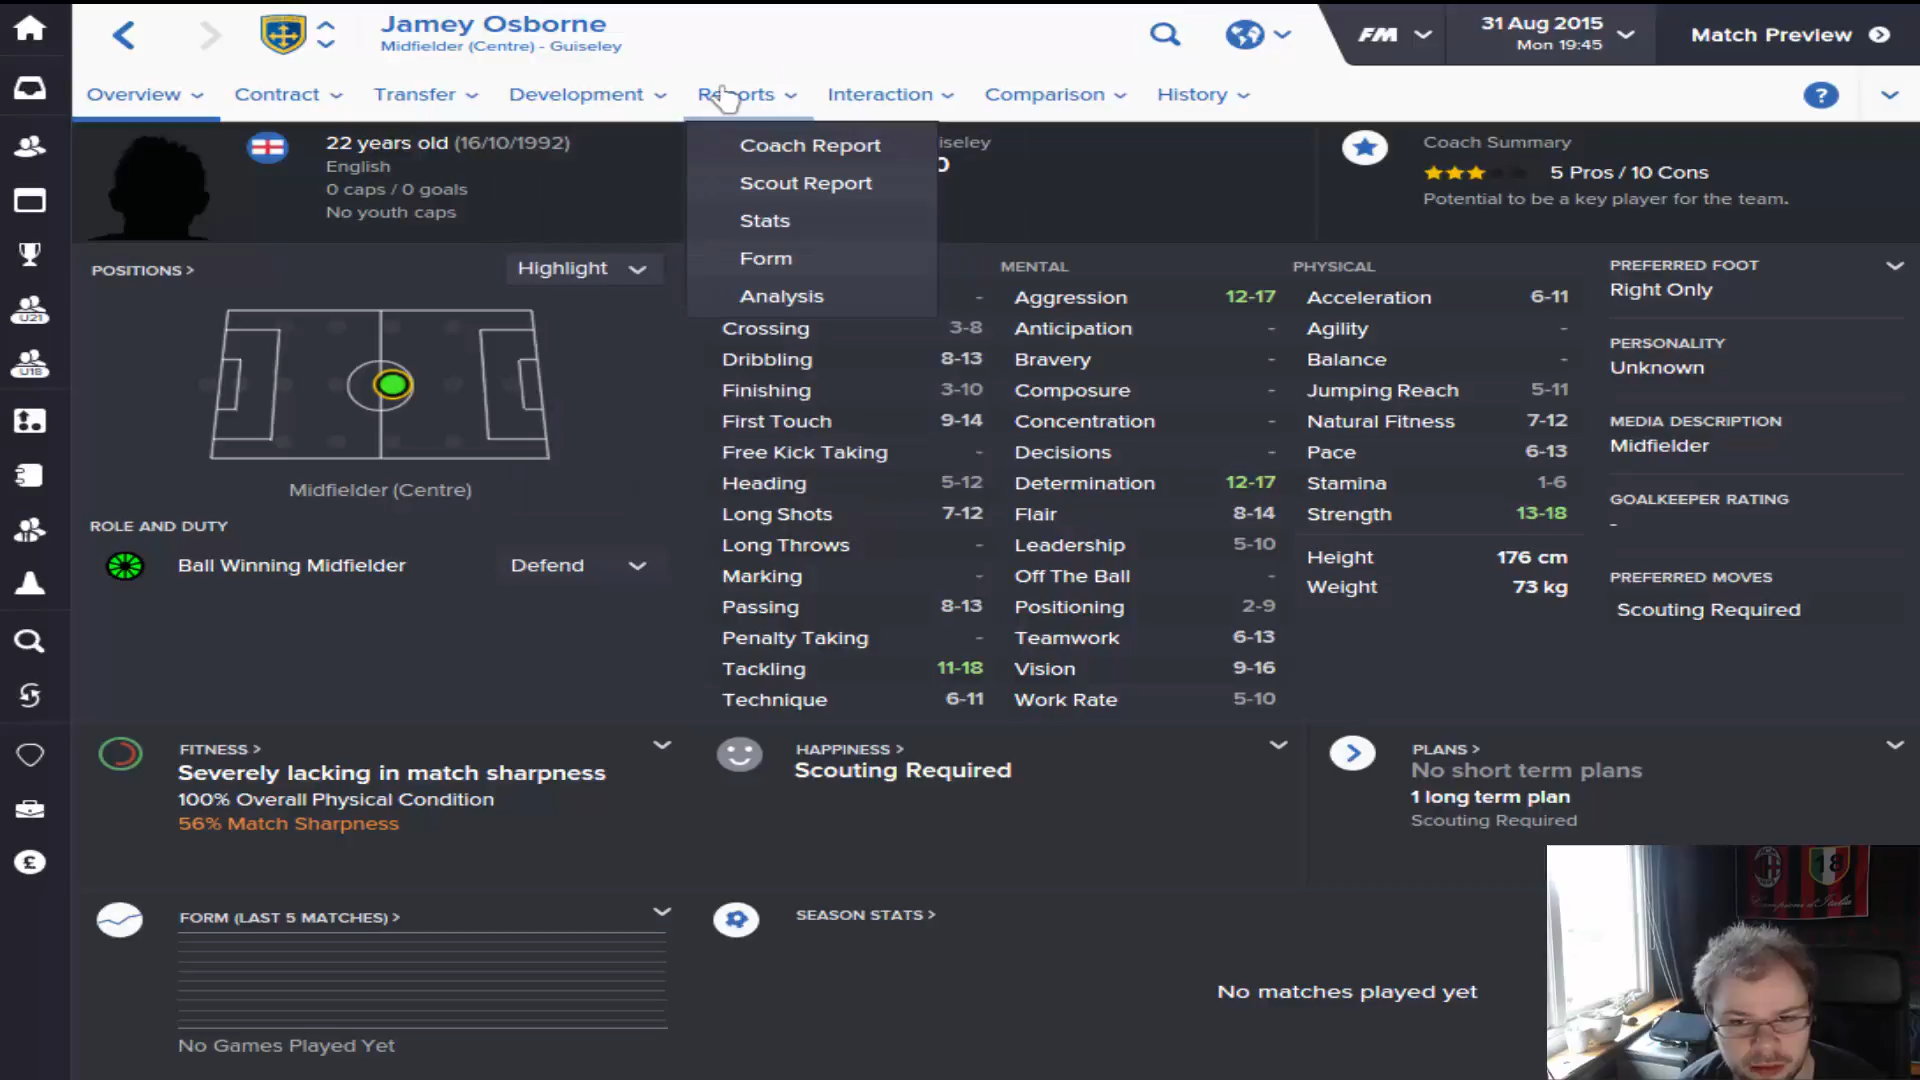 Jamey Osborne
Midfielder (Centre) - Guiseley
FM
31 Aug 2015
Mon 19:45
Match Preview
Overview
Contract
Transfer
Development
Reports
Interaction
Comparison
History
?
22 years old (16/10/1992)
English
0 caps / 0 goals
No youth caps
Coach Report
Scout Report
Stats
Form
Analysis
iseley
0
Coach Summary
5 Pros / 10 Cons
Potential to be a key player for the team.
POSITIONS >
Highlight
Midfielder (Centre)
ROLE AND DUTY
Ball Winning Midfielder
Defend
-
Crossing 3-8
Dribbling 8-13
Finishing 3-10
First Touch 9-14
Free Kick Taking -
Heading 5-12
Long Shots 7-12
Long Throws -
Marking -
Passing 8-13
Penalty Taking -
Tackling 11-18
Technique 6-11
MENTAL
Aggression 12-17
Anticipation -
Bravery -
Composure -
Concentration -
Decisions -
Determination 12-17
Flair 8-14
Leadership 5-10
Off The Ball -
Positioning 2-9
Teamwork 6-13
Vision 9-16
Work Rate 5-10
PHYSICAL
Acceleration 6-11
Agility -
Balance -
Jumping Reach 5-11
Natural Fitness 7-12
Pace 6-13
Stamina 1-6
Strength 13-18
Height 176 cm
Weight 73 kg
PREFERRED FOOT
Right Only
PERSONALITY
Unknown
MEDIA DESCRIPTION
Midfielder
GOALKEEPER RATING
-
PREFERRED MOVES
Scouting Required
U21
U18
£
FITNESS >
Severely lacking in match sharpness
100% Overall Physical Condition
56% Match Sharpness
HAPPINESS >
Scouting Required
PLANS >
No short term plans
1 long term plan
Scouting Required
FORM (LAST 5 MATCHES) >
No Games Played Yet
SEASON STATS >
No matches played yet
18
Campioni d'Italia